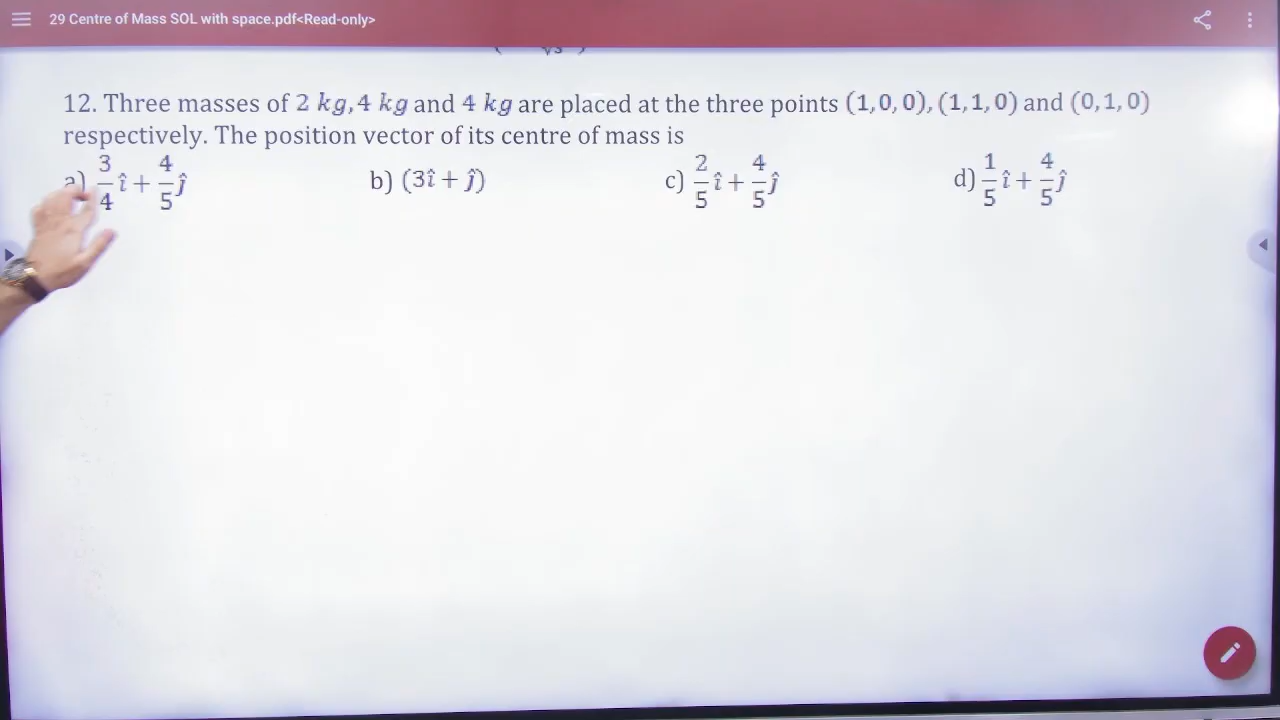 29 Centre of Mass SOL with space.pdf<Read-only>
12. Three masses of 2 kg, 4 kg and 4 kg are placed at the three points (1, 0, 0), (1, 1, 0) and (0, 1, 0)
respectively. The position vector of its centre of mass is
a) 3/4 î + 4/5 ĵ b) (3î + ĵ) c) 2/5 î + 4/5 ĵ d) 1/5 î + 4/5 ĵ